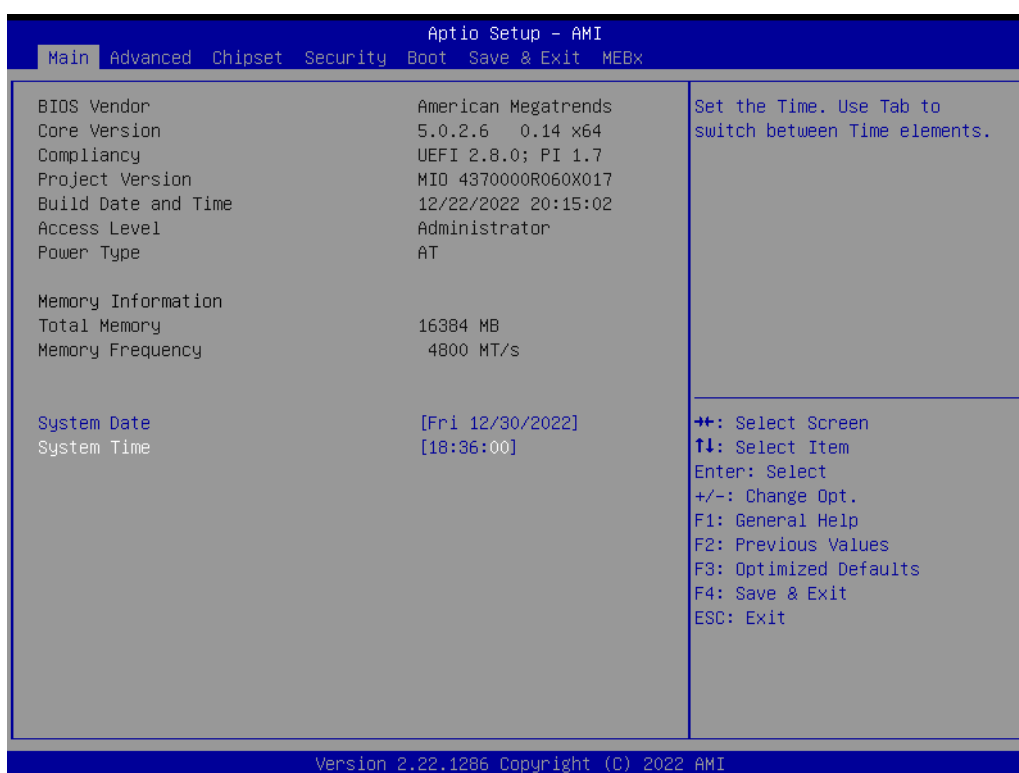 Aptio Setup – AMI
Main Advanced Chipset Security Boot Save & Exit MEBx
BIOS Vendor American Megatrends
Core Version 5.0.2.6 0.14 x64
Compliancy UEFI 2.8.0; PI 1.7
Project Version MIO 4370000R060X017
Build Date and Time 12/22/2022 20:15:02
Access Level Administrator
Power Type AT
Memory Information
Total Memory 16384 MB
Memory Frequency 4800 MT/s
System Date [Fri 12/30/2022]
System Time [18:36:00]
Set the Time. Use Tab to
switch between Time elements.
→←: Select Screen
↑↓: Select Item
Enter: Select
+/-: Change Opt.
F1: General Help
F2: Previous Values
F3: Optimized Defaults
F4: Save & Exit
ESC: Exit
Version 2.22.1286 Copyright (C) 2022 AMI